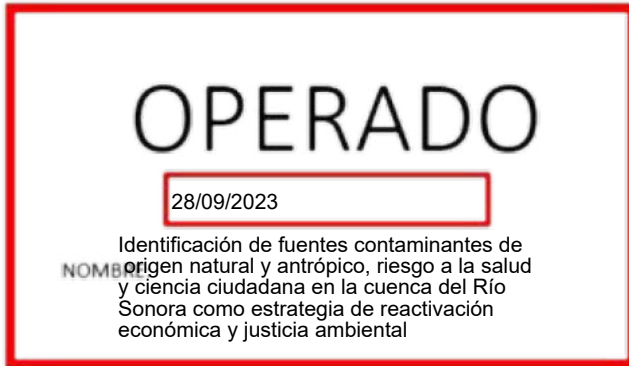 OPERADO
28/09/2023
Identificación de fuentes contaminantes de
NOMBRE: origen natural y antrópico, riesgo a la salud
y ciencia ciudadana en la cuenca del Río
Sonora como estrategia de reactivación
económica y justicia ambiental